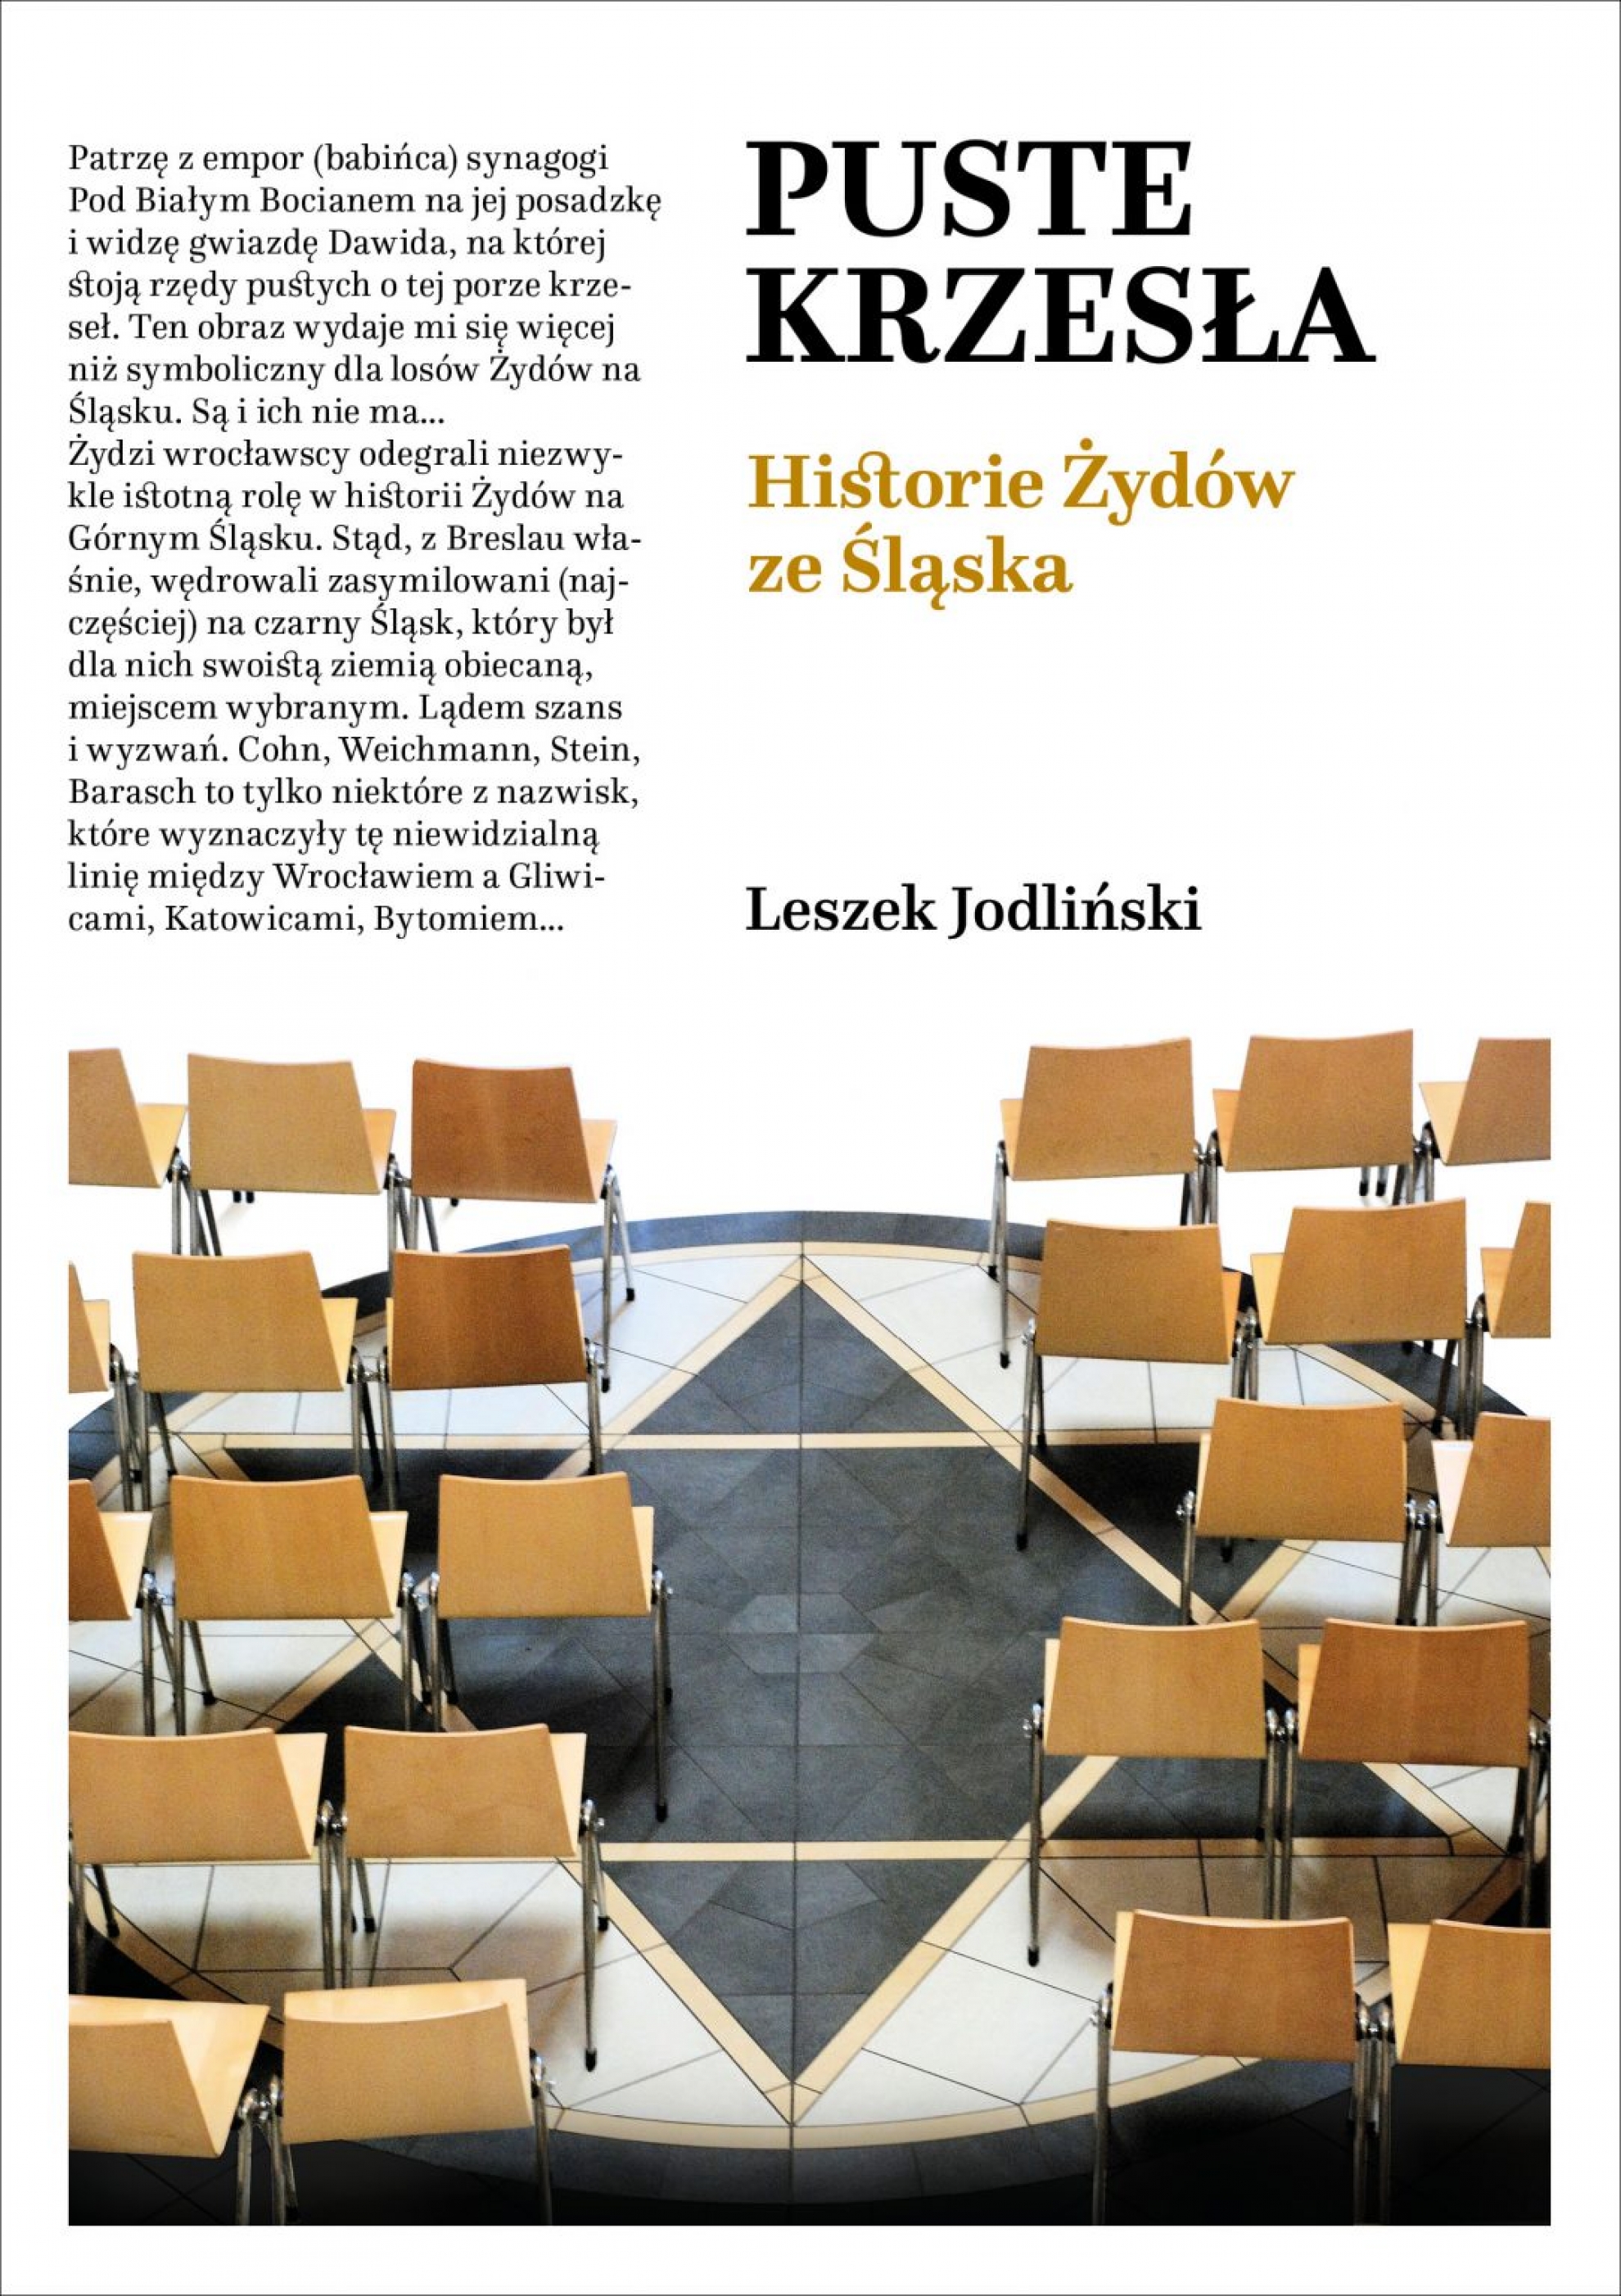 Patrzę z empor (babińca) synagogi
Pod Białym Bocianem na jej posadzkę
i widzę gwiazdę Dawida, na której
stoją rzędy pustych o tej porze krze-
seł. Ten obraz wydaje mi się więcej
niż symboliczny dla losów Żydów na
Śląsku. Są i ich nie ma...
Żydzi wrocławscy odegrali niezwy-
kle istotną rolę w historii Żydów na
Górnym Śląsku. Stąd, z Breslau wła-
śnie, wędrowali zasymilowani (naj-
częściej) na czarny Śląsk, który był
dla nich swoistą ziemią obiecaną,
miejscem wybranym. Lądem szans
i wyzwań. Cohn, Weichmann, Stein,
Barasch to tylko niektóre z nazwisk,
które wyznaczyły tę niewidzialną
linię między Wrocławiem a Gliwi-
cami, Katowicami, Bytomiem...
PUSTE
KRZESŁA
Historie Żydów
ze Śląska
Leszek Jodliński